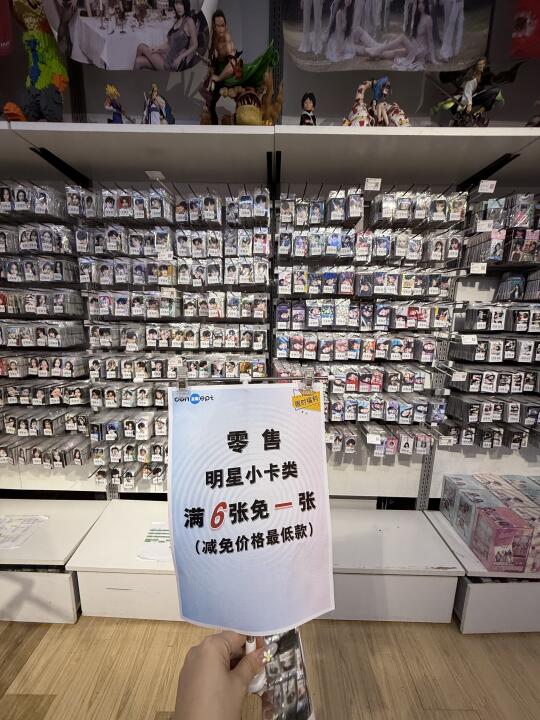 限时福利
零售
明星小卡类
满6张免一张
(减免价格最低款)